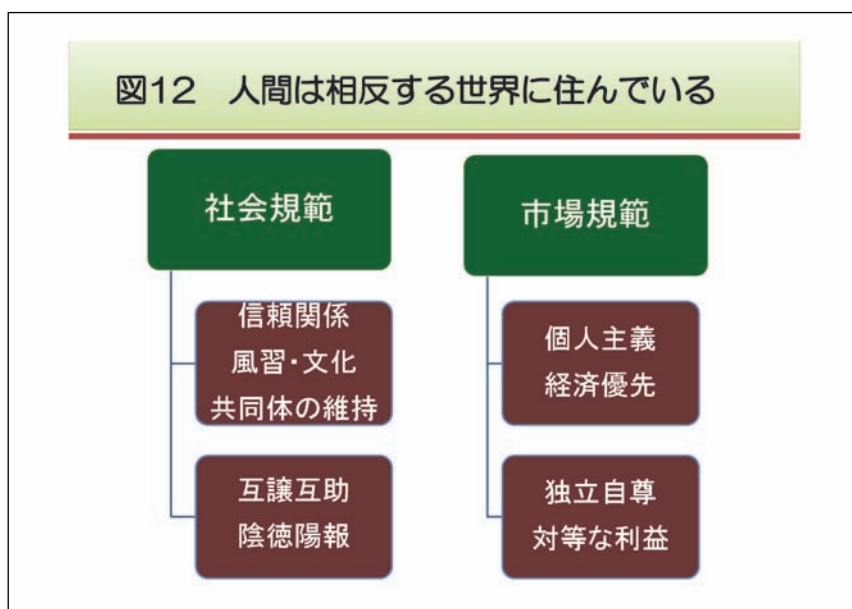 図12　人間は相反する世界に住んでいる
社会規範
信頼関係
風習・文化
共同体の維持
互譲互助
陰徳陽報
市場規範
個人主義
経済優先
独立自尊
対等な利益